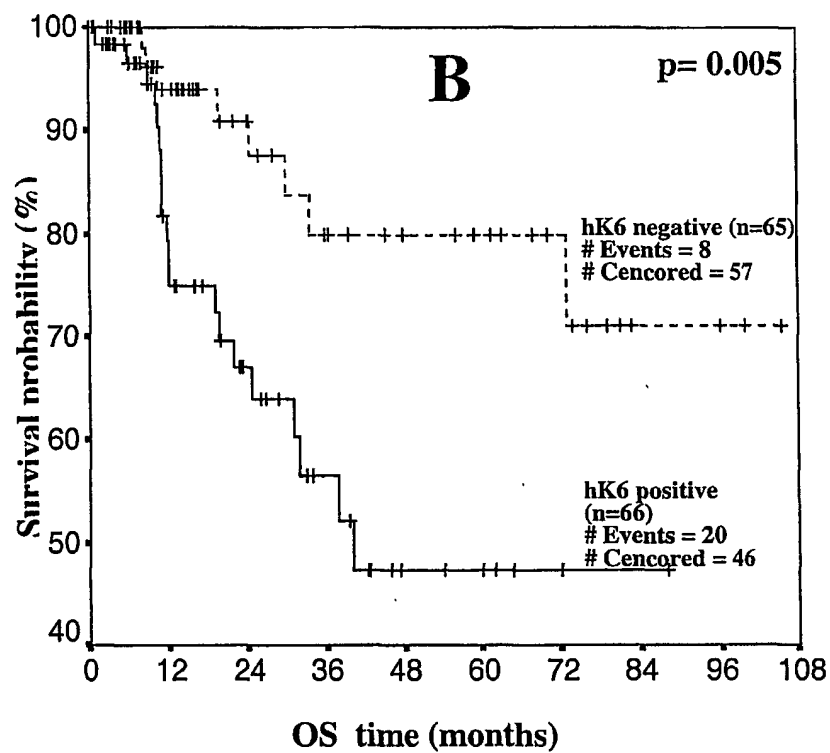 B
p= 0.005
100
90
80
70
60
50
40
Survival probability (%)
hK6 negative (n=65)
# Events = 8
# Cencored = 57
hK6 positive
(n=66)
# Events = 20
# Cencored = 46
0 12 24 36 48 60 72 84 96 108
OS time (months)